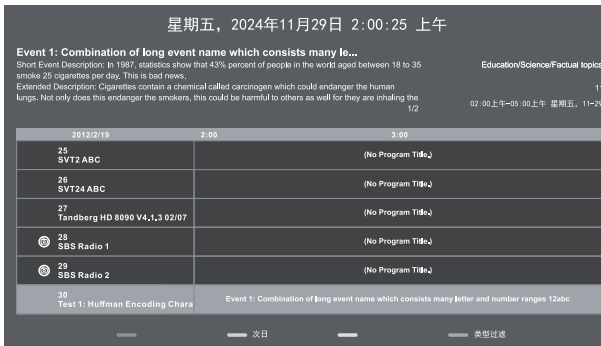 星期五, 2024年11月29日 2:00:25 上午
Event 1: Combination of long event name which consists many le...
Short Event Description: In 1987, statistics show that 43% percent of people in the world aged between 18 to 35
smoke 25 cigarettes per day. This is bad news.
Extended Description: Cigarettes contain a chemical called carcinogen which could endanger the human
lungs. Not only does this endanger the smokers, this could be harmful to others as well for they are inhaling the
1/2
Education/Science/Factual topics
11
02:00上午-05:00上午 星期五, 11-29
2012/2/19 2:00 3:00
25
SVT2 ABC (No Program Title.)
26
SVT24 ABC (No Program Title.)
27
Tandberg HD 8090 V4.1.3 02/07 (No Program Title.)
28
SBS Radio 1 (No Program Title.)
29
SBS Radio 2 (No Program Title.)
30
Test 1: Huffman Encoding Chara Event 1: Combination of long event name which consists many letter and number ranges 12abc
次日 类型过滤